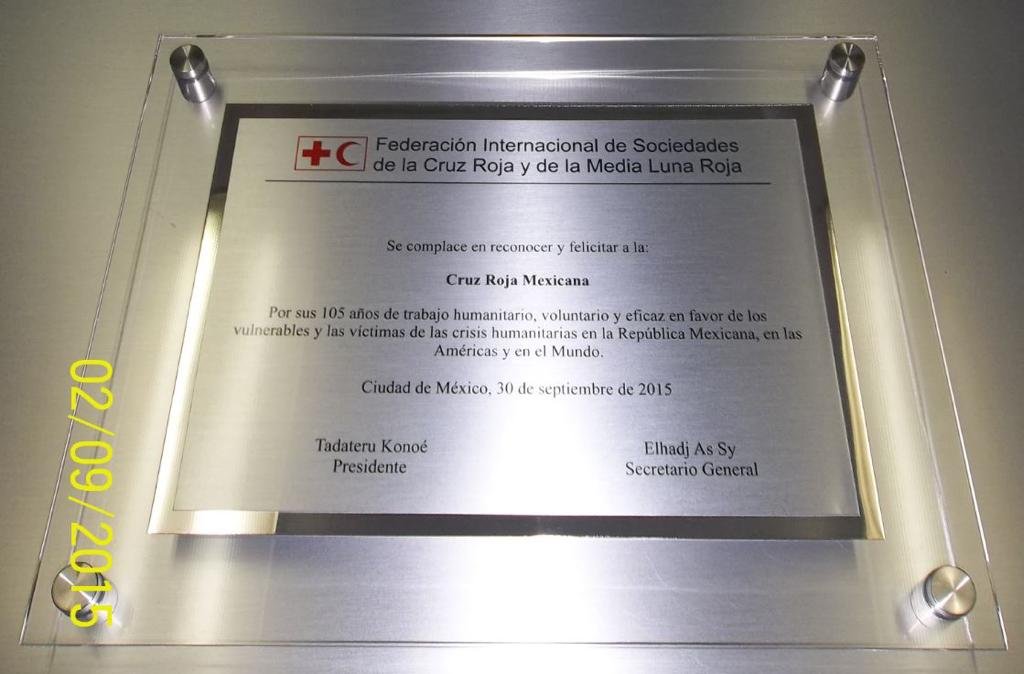 Federación Internacional de Sociedades
de la Cruz Roja y de la Media Luna Roja
Se complace en reconocer y felicitar a la:
Cruz Roja Mexicana
Por sus 105 años de trabajo humanitario, voluntario y eficaz en favor de los
vulnerables y las víctimas de las crisis humanitarias en la República Mexicana, en las
Américas y en el Mundo.
Ciudad de México, 30 de septiembre de 2015
Tadateru Konoé
Presidente
Elhadj As Sy
Secretario General
02/09/2015